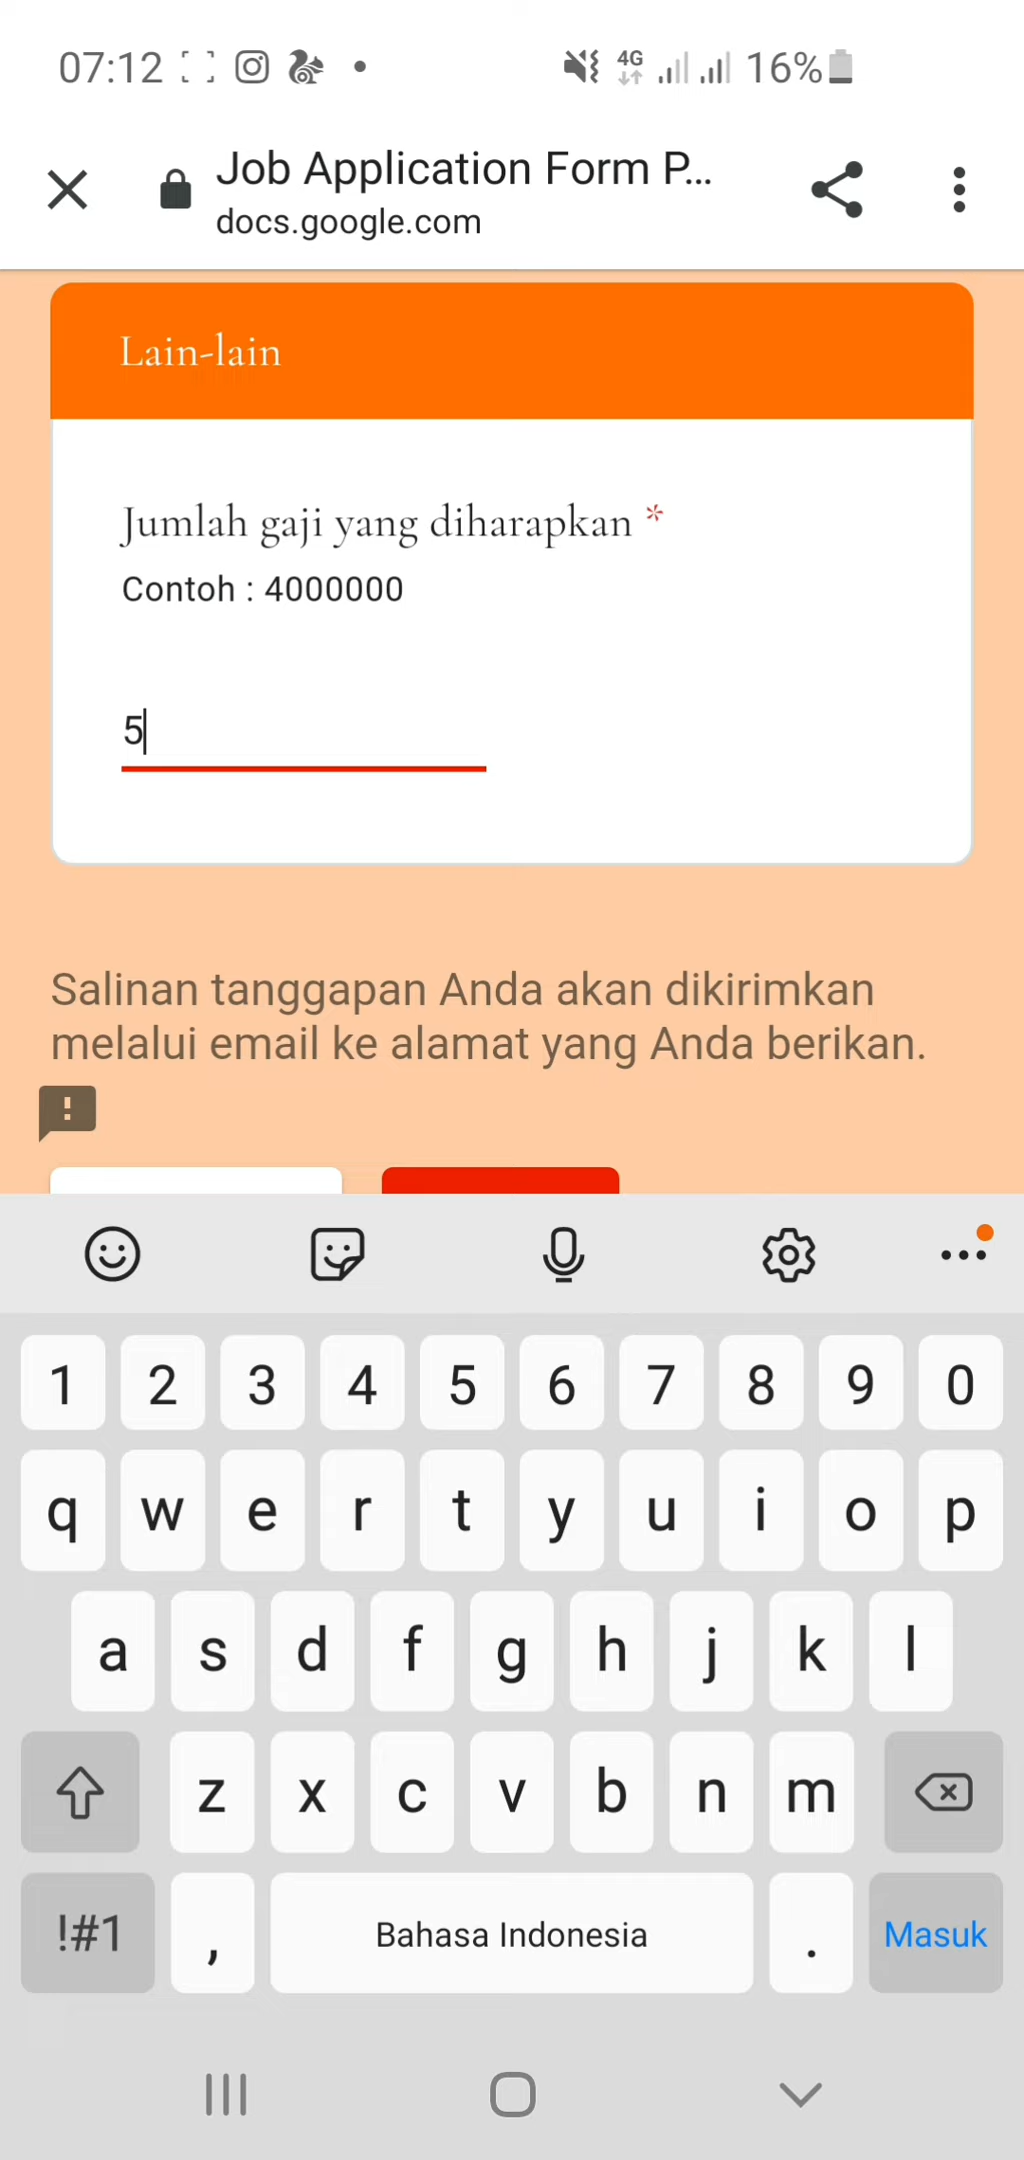 07:12 4G 16%
Job Application Form P...
docs.google.com
Lain-lain
Jumlah gaji yang diharapkan *
Contoh : 4000000
5
Salinan tanggapan Anda akan dikirimkan
melalui email ke alamat yang Anda berikan.
1 2 3 4 5 6 7 8 9 0
q w e r t y u i o p
a s d f g h j k l
z x c v b n m
!#1 , Bahasa Indonesia . Masuk